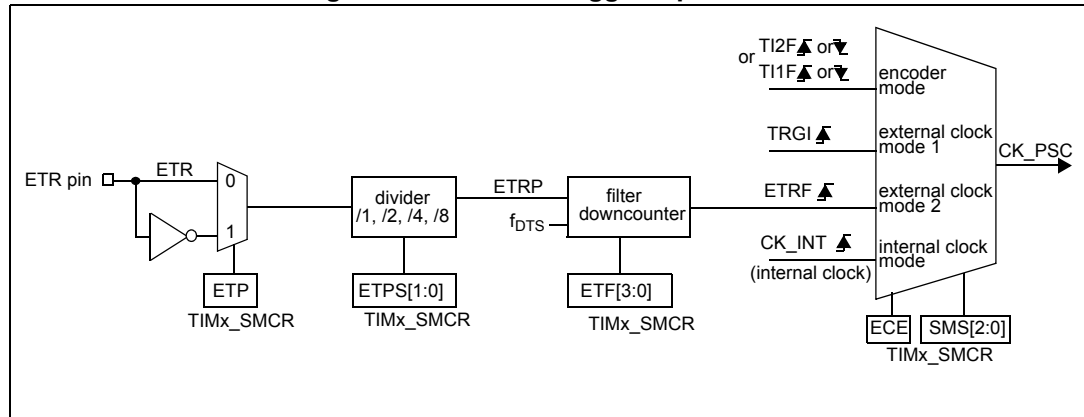 or TI2F or
TI1F or
encoder
mode
TRGI
external clock
mode 1
CK_PSC
ETR pin
ETR
0
1
divider
/1, /2, /4, /8
ETRP
fDTS
filter
downcounter
ETRF
external clock
mode 2
CK_INT
(internal clock)
internal clock
mode
ETP
TIMx_SMCR
ETPS[1:0]
TIMx_SMCR
ETF[3:0]
TIMx_SMCR
ECE
SMS[2:0]
TIMx_SMCR